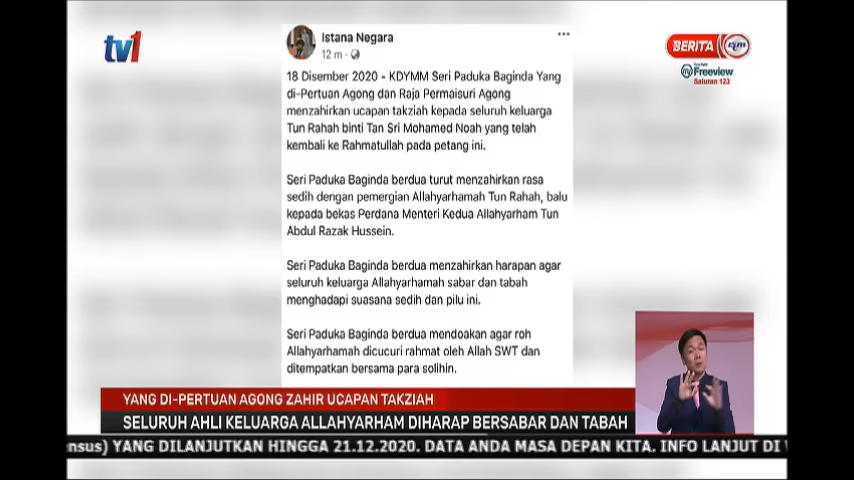 tv1
BERITA rtm
Freeview
Saluran 123
Istana Negara
12 m
18 Disember 2020 - KDYMM Seri Paduka Baginda Yang
di-Pertuan Agong dan Raja Permaisuri Agong
menzahirkan ucapan takziah kepada seluruh keluarga
Tun Rahah binti Tan Sri Mohamed Noah yang telah
kembali ke Rahmatullah pada petang ini.
Seri Paduka Baginda berdua turut menzahirkan rasa
sedih dengan pemergian Allahyarhamah Tun Rahah, balu
kepada bekas Perdana Menteri Kedua Allahyarham Tun
Abdul Razak Hussein.
Seri Paduka Baginda berdua menzahirkan harapan agar
seluruh keluarga Allahyarhamah sabar dan tabah
menghadapi suasana sedih dan pilu ini.
Seri Paduka Baginda berdua mendoakan agar roh
Allahyarhamah dicucuri rahmat oleh Allah SWT dan
ditempatkan bersama para solihin.
YANG DI-PERTUAN AGONG ZAHIR UCAPAN TAKZIAH
SELURUH AHLI KELUARGA ALLAHYARHAM DIHARAP BERSABAR DAN TABAH
ensus) YANG DILANJUTKAN HINGGA 21.12.2020. DATA ANDA MASA DEPAN KITA. INFO LANJUT DI